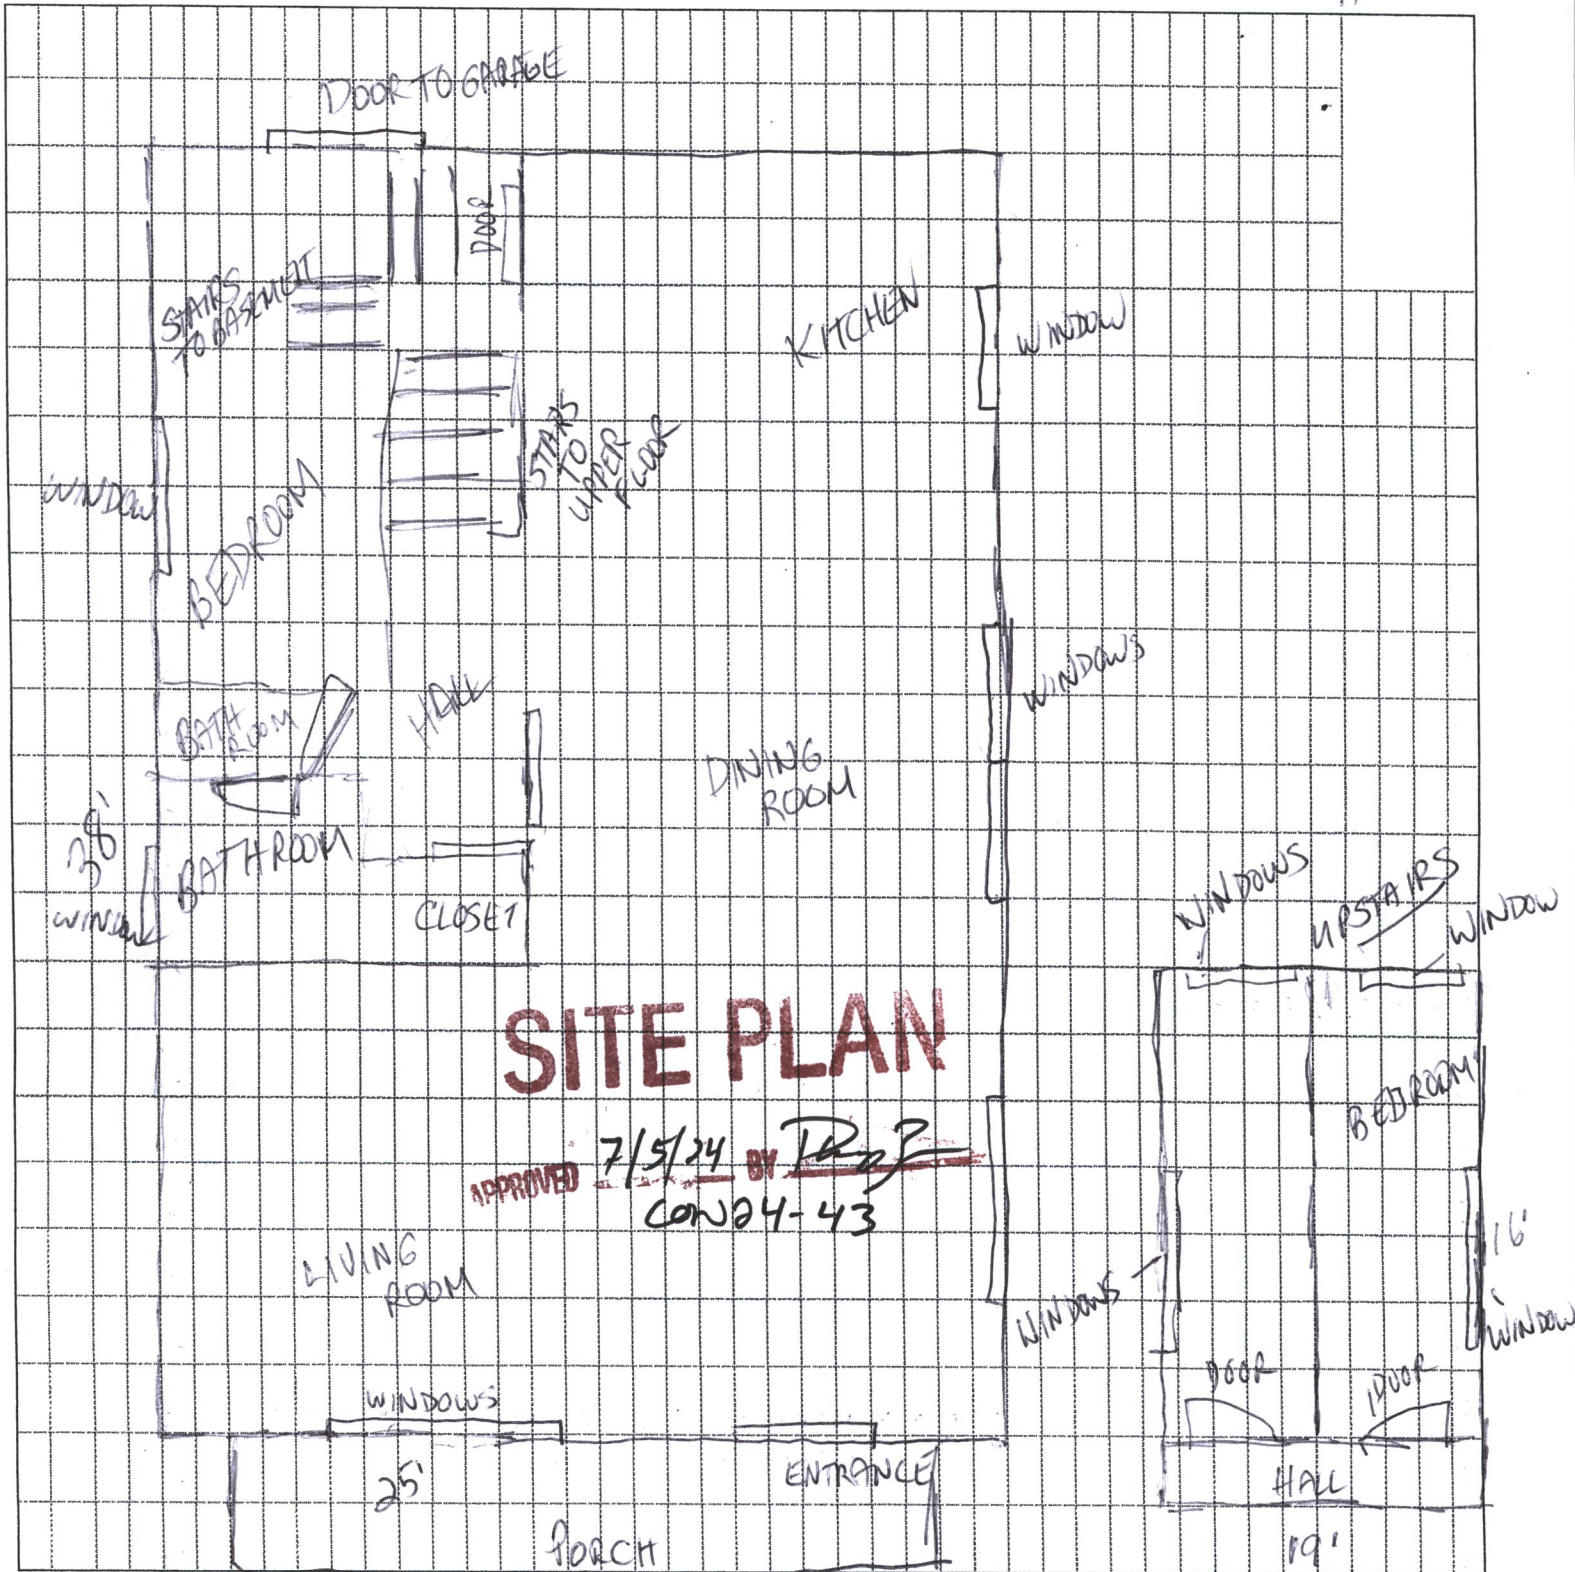 DOOR TO GARAGE
DOOR
STAIRS
TO BASEMENT
KITCHEN
WINDOW
STAIRS
TO
UPPER
FLOOR
WINDOW
BEDROOM
WINDOWS
BATH
ROOM
HALL
DINING
ROOM
38'
BATHROOM
WINDOW
CLOSET
WINDOWS
UPSTAIRS
WINDOW
SITE PLAN
BEDROOM
APPROVED 7/5/24 BY
CON24-43
16'
LIVING
ROOM
WINDOWS
WINDOW
DOOR
DOOR
WINDOWS
ENTRANCE
HALL
25'
PORCH
19'